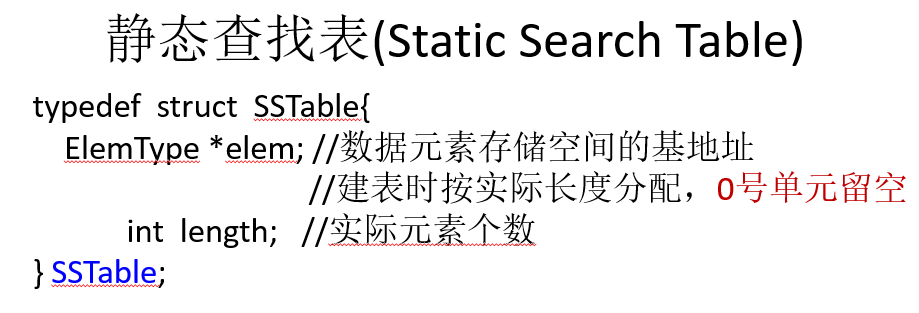 静态查找表(Static Search Table)
typedef struct SSTable{
ElemType *elem; //数据元素存储空间的基地址
//建表时按实际长度分配，0号单元留空
int length; //实际元素个数
} SSTable;